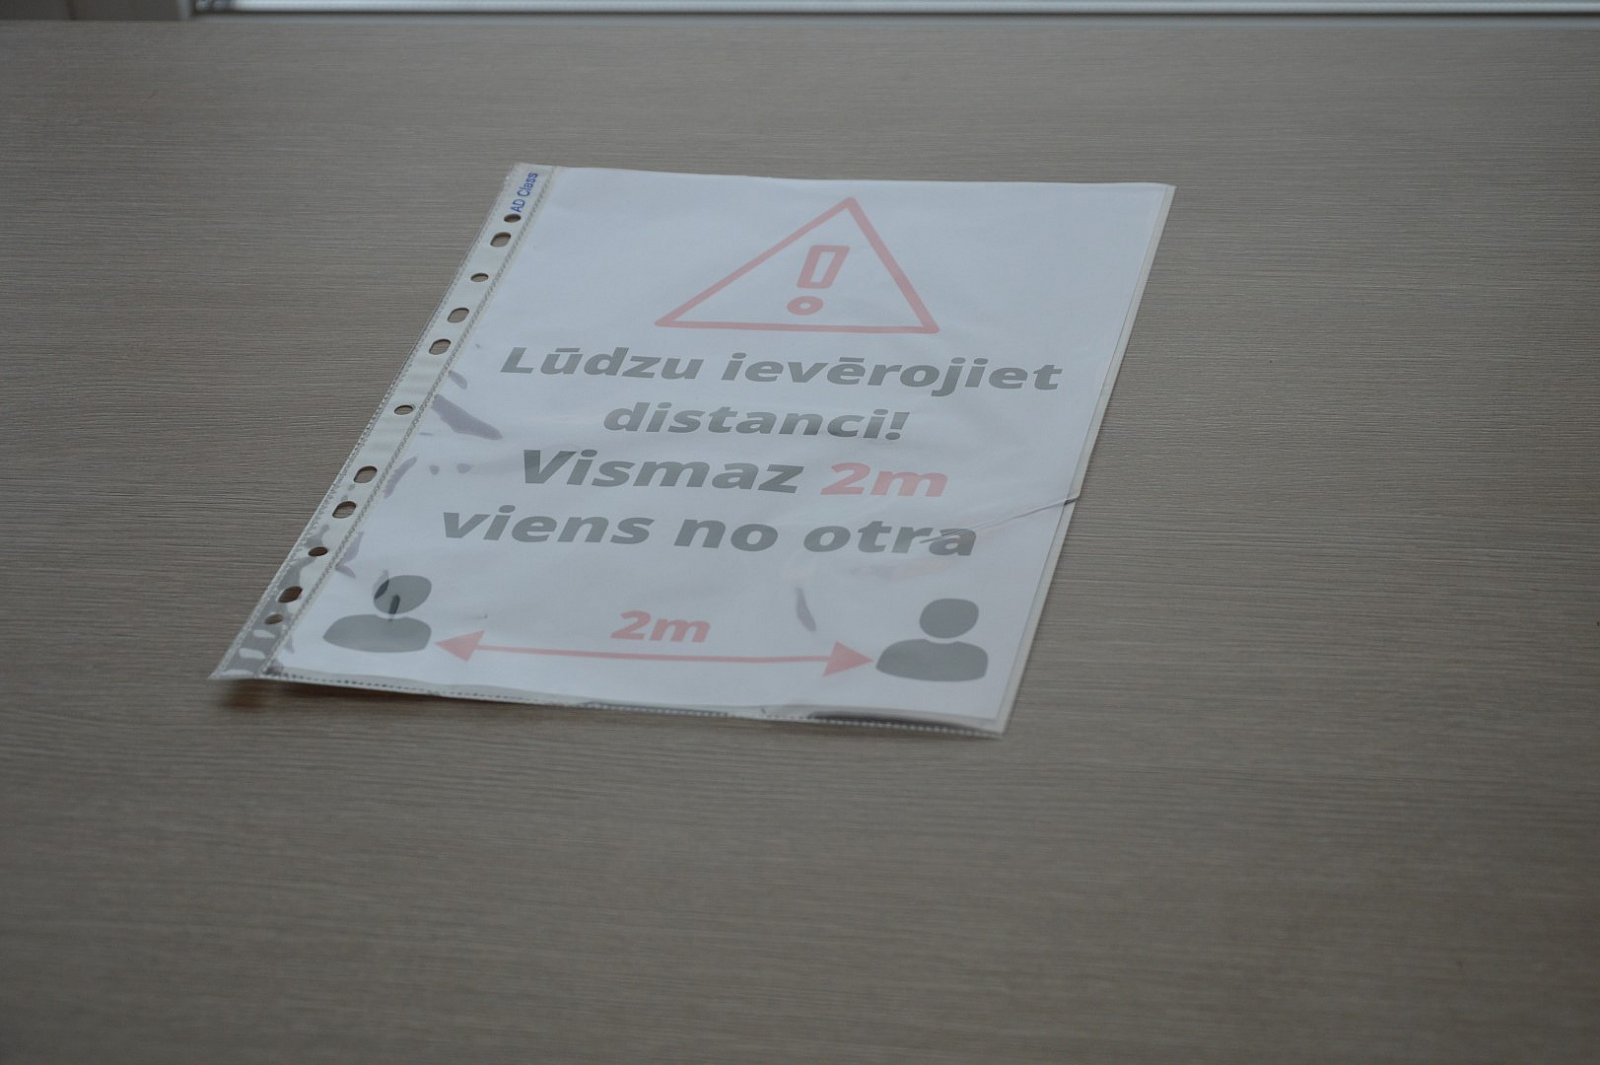 AD Class
Lūdzu ievērojiet
distanci!
Vismaz 2m
viens no otra
2m